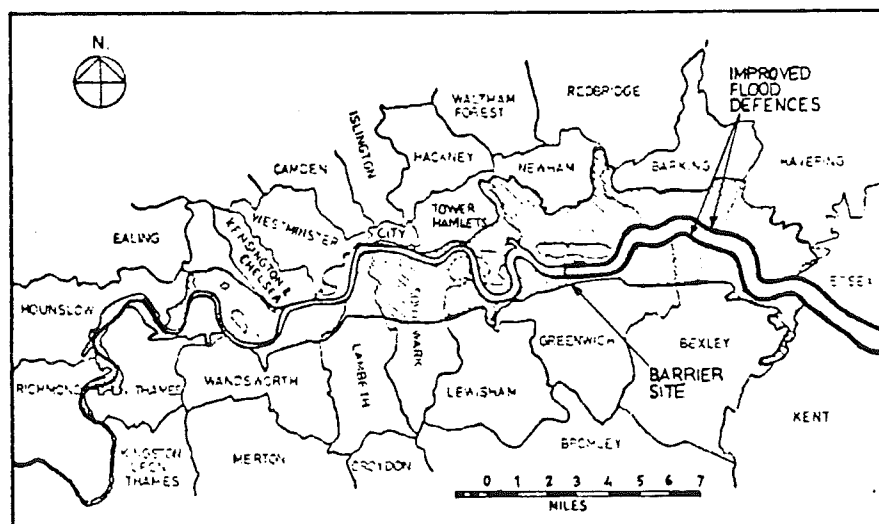 N.
IMPROVED
FLOOD
DEFENCES
REDBRIDGE
WALTHAM
FOREST
ISLINGTON
HACKNEY
NEWHAM
BARKING
HAVERING
CAMDEN
TOWER
HAMLETS
CITY
WESTMINSTER
KENSINGTON &
CHELSEA
EALING
HOUNSLOW
ESSEX
RICHMOND
THAMES
WANDSWORTH
LAMBETH
SOUTHWARK
LEWISHAM
GREENWICH
BEXLEY
BARRIER
SITE
KENT
KINGSTON
UPON
THAMES
MERTON
CROYDON
BROMLEY
0 1 2 3 4 5 6 7
MILES